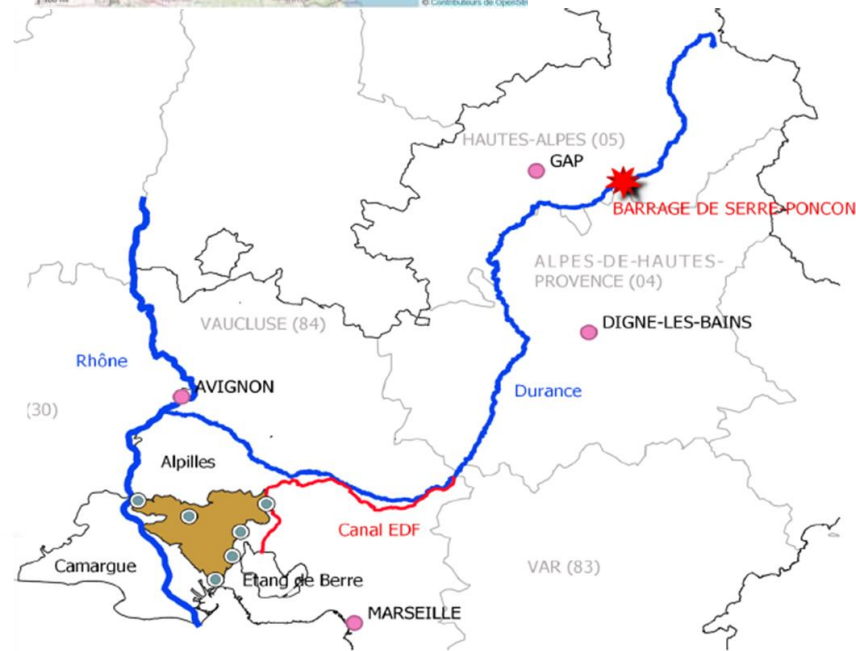 © Contributeurs de OpenStr
HAUTES-ALPES (05)
GAP
BARRAGE DE SERRE-PONCON
ALPES-DE-HAUTES-
PROVENCE (04)
VAUCLUSE (84)
DIGNE-LES-BAINS
Rhône
AVIGNON
Durance
(30)
Alpilles
Canal EDF
Camargue
Etang de Berre
VAR (83)
MARSEILLE